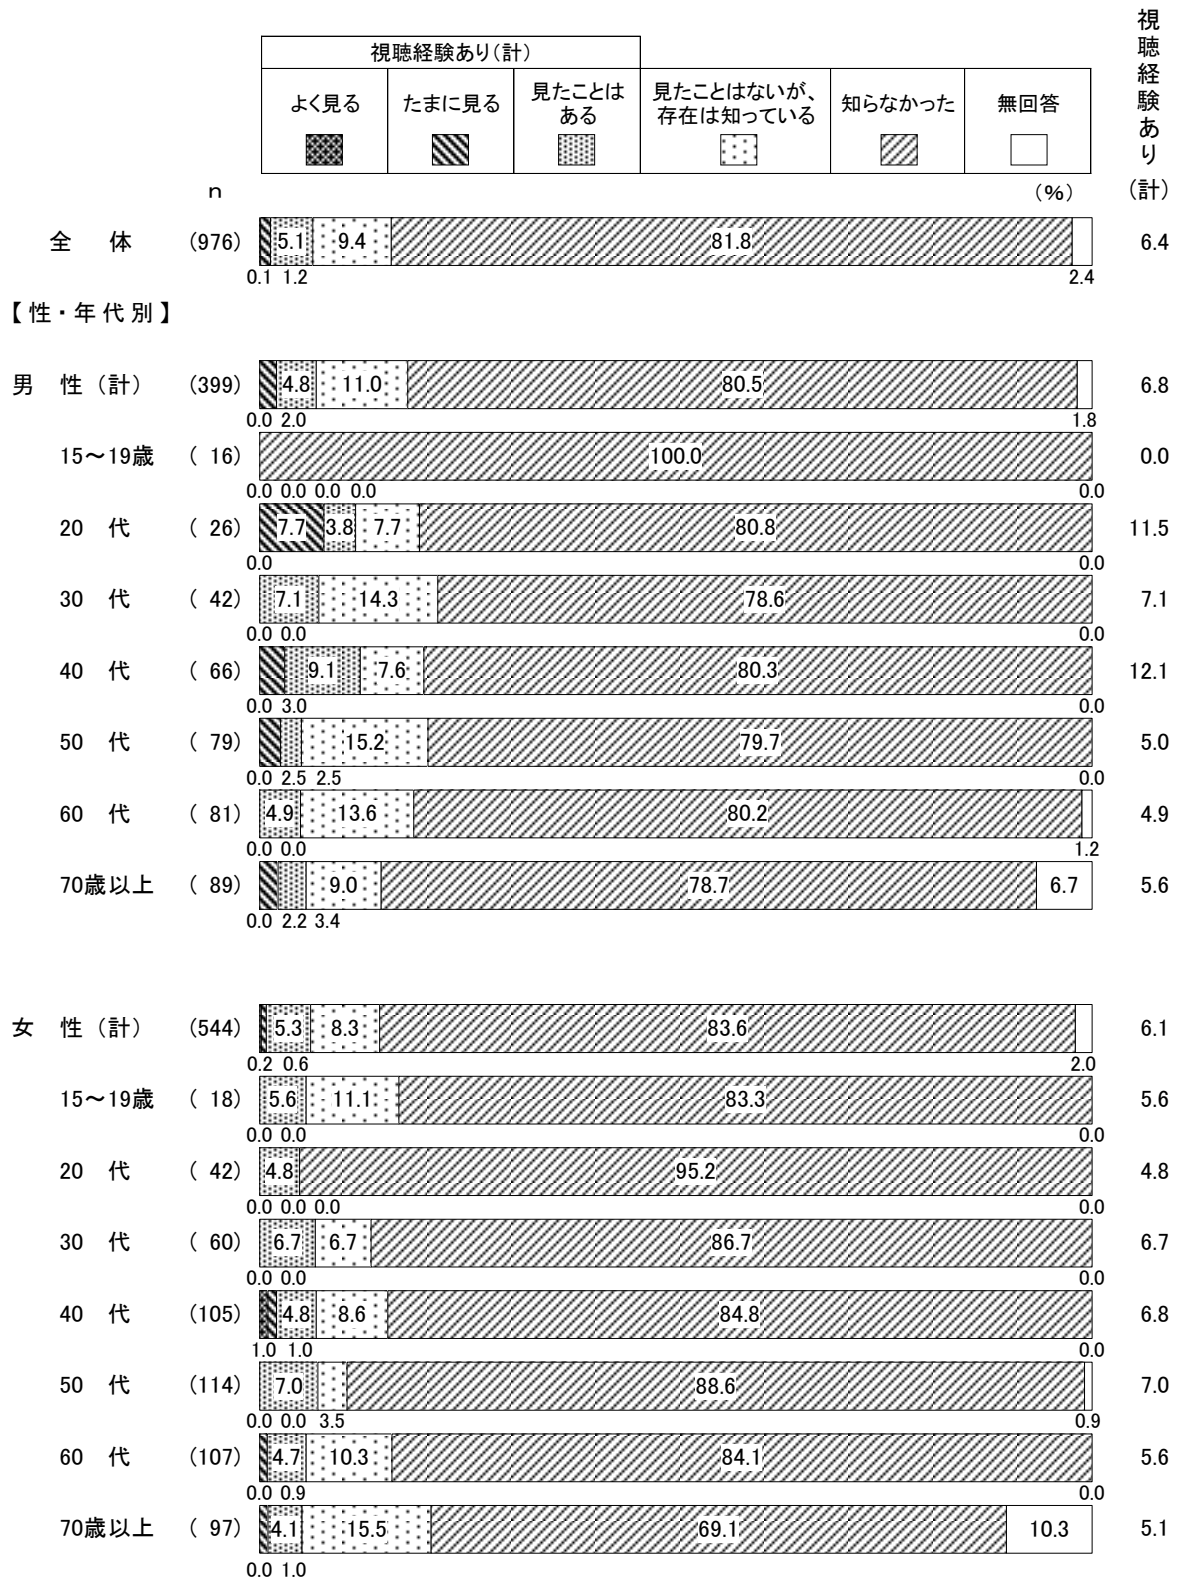 視聴経験あり(計)
視聴経験あり(計)
よく見る
たまに見る
見たことは
ある
見たことはないが、
存在は知っている
知らなかった
無回答
n
(%)
全 体 (976) 5.1 9.4 81.8 6.4
0.1 1.2 2.4
【性・年代別】
男 性(計) (399) 4.8 11.0 80.5 6.8
0.0 2.0 1.8
15～19歳 ( 16) 100.0 0.0
0.0 0.0 0.0 0.0 0.0
20 代 ( 26) 7.7 3.8 7.7 80.8 11.5
0.0 0.0
30 代 ( 42) 7.1 14.3 78.6 7.1
0.0 0.0 0.0
40 代 ( 66) 9.1 7.6 80.3 12.1
0.0 3.0 0.0
50 代 ( 79) 15.2 79.7 5.0
0.0 2.5 2.5 0.0
60 代 ( 81) 4.9 13.6 80.2 4.9
0.0 0.0 1.2
70歳以上 ( 89) 9.0 78.7 6.7 5.6
0.0 2.2 3.4
女 性(計) (544) 5.3 8.3 83.6 6.1
0.2 0.6 2.0
15～19歳 ( 18) 5.6 11.1 83.3 5.6
0.0 0.0 0.0
20 代 ( 42) 4.8 95.2 4.8
0.0 0.0 0.0 0.0
30 代 ( 60) 6.7 6.7 86.7 6.7
0.0 0.0 0.0
40 代 (105) 4.8 8.6 84.8 6.8
1.0 1.0 0.0
50 代 (114) 7.0 88.6 7.0
0.0 0.0 3.5 0.9
60 代 (107) 4.7 10.3 84.1 5.6
0.0 0.9 0.0
70歳以上 ( 97) 4.1 15.5 69.1 10.3 5.1
0.0 1.0